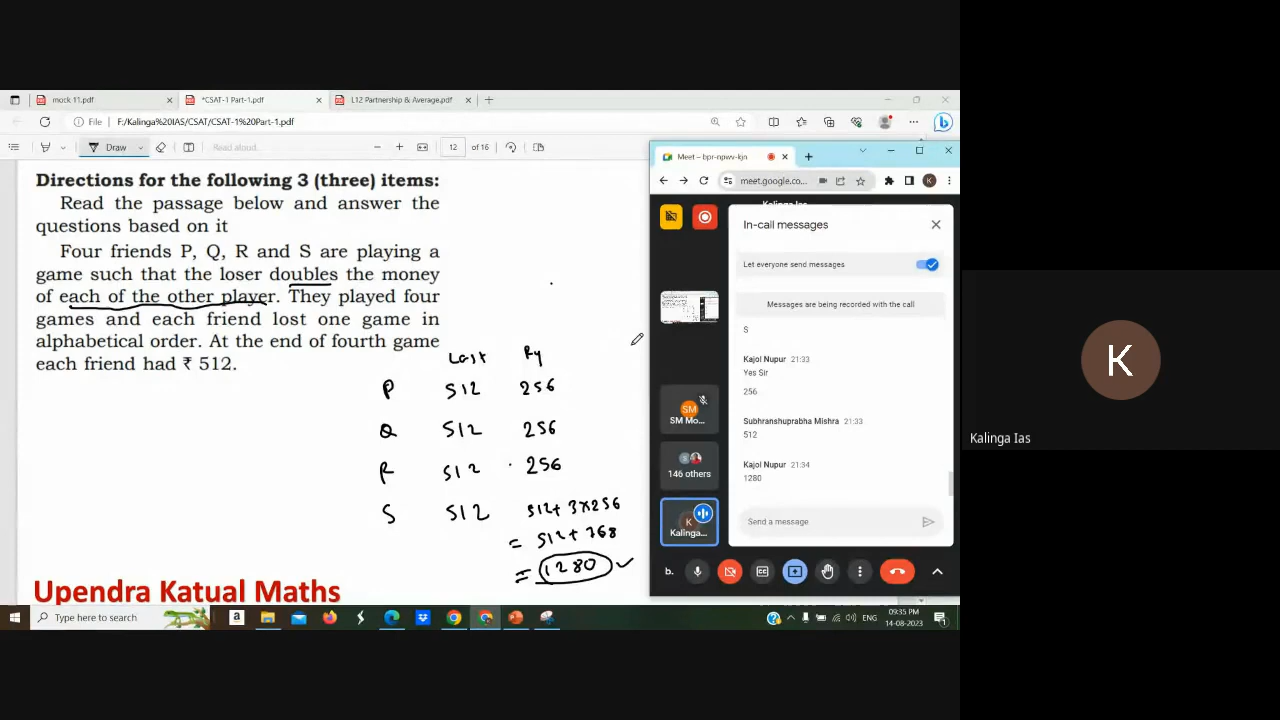 mock 11.pdf
*CSAT-1 Part-1.pdf
L12 Partnership & Average.pdf
File
F:/Kalinga%20IAS/CSAT/CSAT-1%20Part-1.pdf
Draw
Read aloud.
12 of 16
Directions for the following 3 (three) items:
Read the passage below and answer the
questions based on it
Four friends P, Q, R and S are playing a
game such that the loser doubles the money
of each of the other player. They played four
games and each friend lost one game in
alphabetical order. At the end of fourth game
each friend had ₹ 512.
Last
P 512 256
Q 512 256
R 512 256
S 512 512+ 3×256
= 512+ 768
= 1280
Upendra Katual Maths
Meet – bpr-npwv-kjn
meet.google.co...
Kalinga Ias
In-call messages
Let everyone send messages
Messages are being recorded with the call
S
Kajol Nupur 21:33
Yes Sir
256
Subhranshuprabha Mishra 21:33
512
Kajol Nupur 21:34
1280
Send a message
SM
SM Mo...
S
146 others
K
Kalinga...
b.
K
Kalinga Ias
Type here to search
a
ENG
09:35 PM
14-08-2023